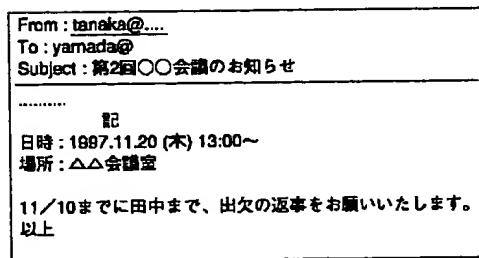 From : tanaka@....
To : yamada@
Subject : 第2回〇〇会議のお知らせ
...........
記
日時 : 1997.11.20 (木) 13:00～
場所 : △△会議室
11／10までに田中まで、出欠の返事をお願いいたします。
以上